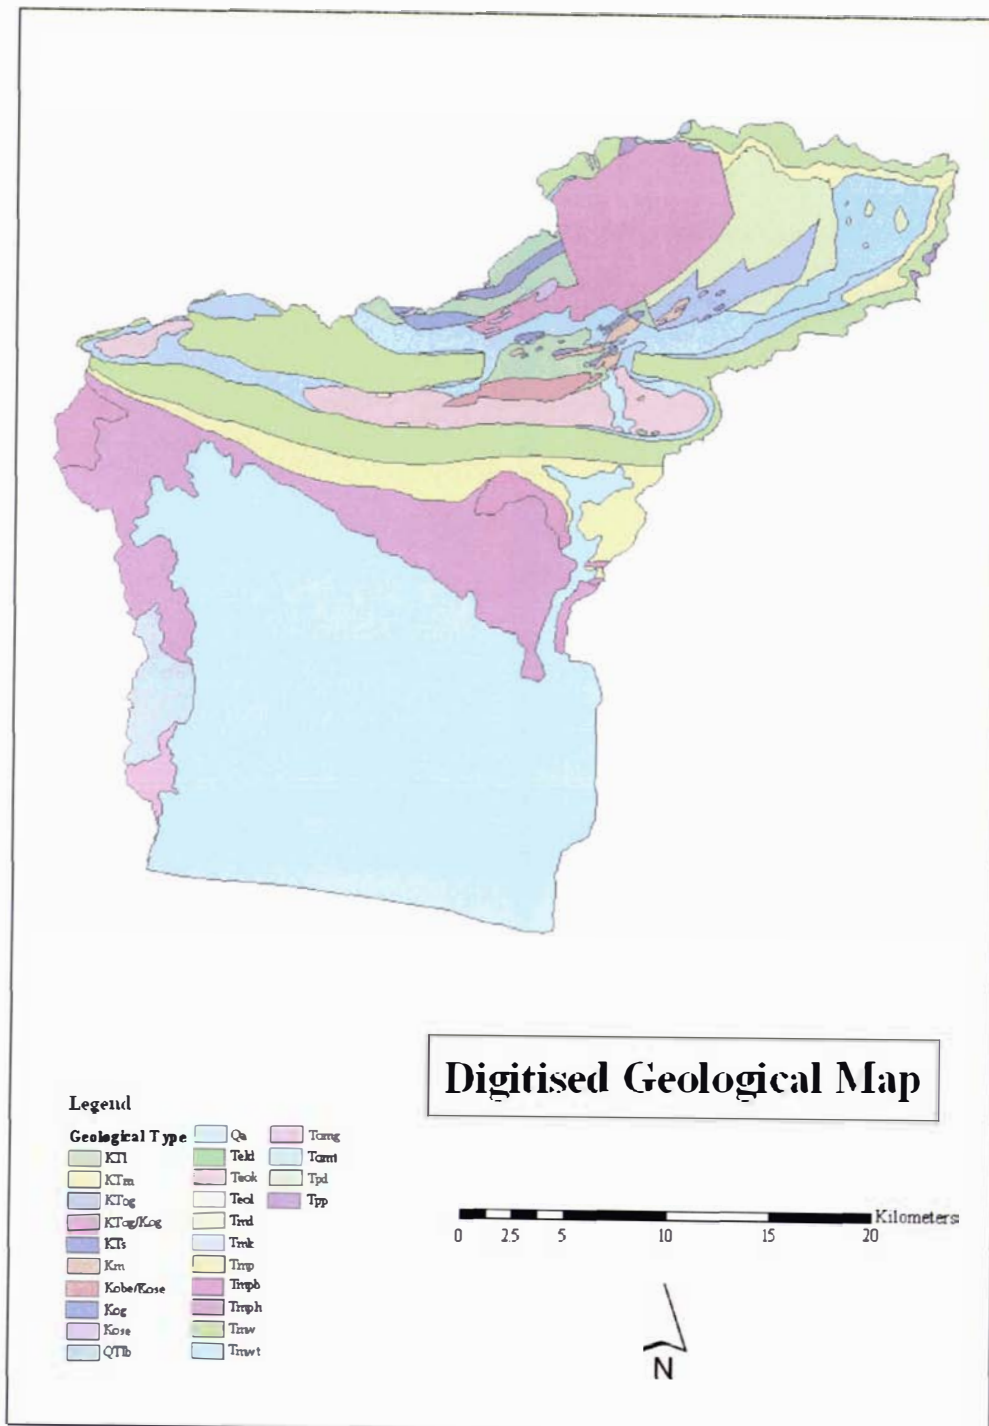 Digitised Geological Map
Legend
Geological Type
KTl
KTm
KTog
KTog/Kog
KTs
Km
Kobe/Kose
Kog
Kose
QTlb
Qa
Tekt
Teok
Teol
Tmd
Tmk
Tmp
Tmpb
Tmph
Tmw
Tmwt
Tomg
Tomt
Tpd
Tpp
Kilometers
0 2.5 5 10 15 20
N